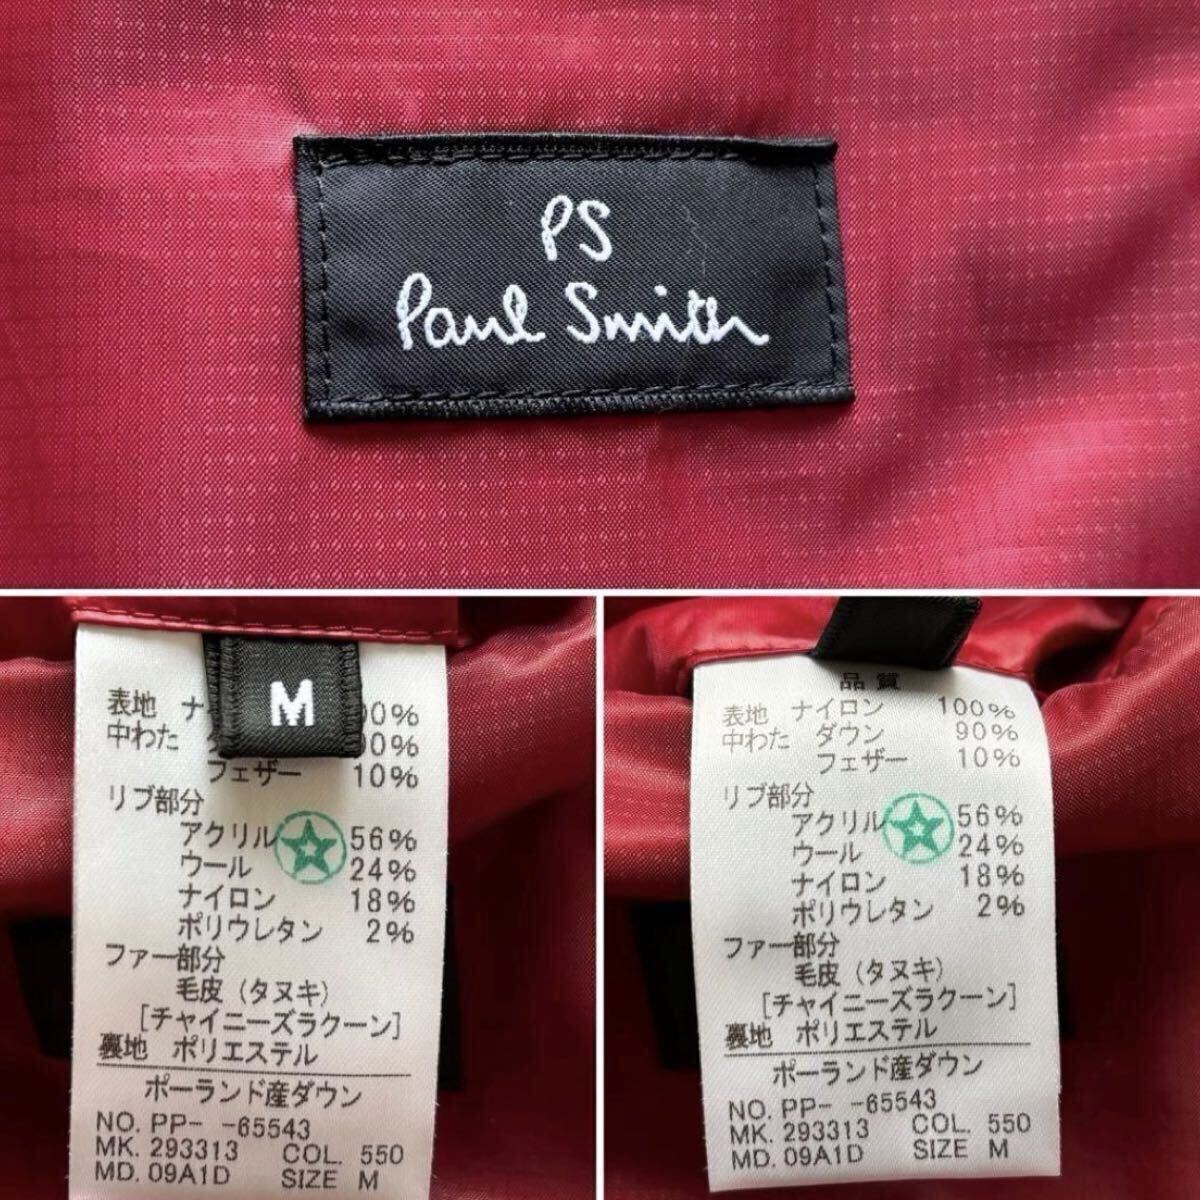 PS
Paul Smith
M
表地 ナ 00%
中わた 00%
フェザー 10%
リブ部分
アクリル 56%
ウール 24%
ナイロン 18%
ポリウレタン 2%
ファー部分
毛皮(タヌキ)
[チャイニーズラクーン]
裏地 ポリエステル
ポーランド産ダウン
NO. PP- -65543
MK. 293313 COL. 550
MD. 09A1D SIZE M
品質
表地 ナイロン 100%
中わた ダウン 90%
フェザー 10%
リブ部分
アクリル 56%
ウール 24%
ナイロン 18%
ポリウレタン 2%
ファー部分
毛皮(タヌキ)
[チャイニーズラクーン]
裏地 ポリエステル
ポーランド産ダウン
NO. PP- -65543
MK. 293313 COL. 550
MD. 09A1D SIZE M